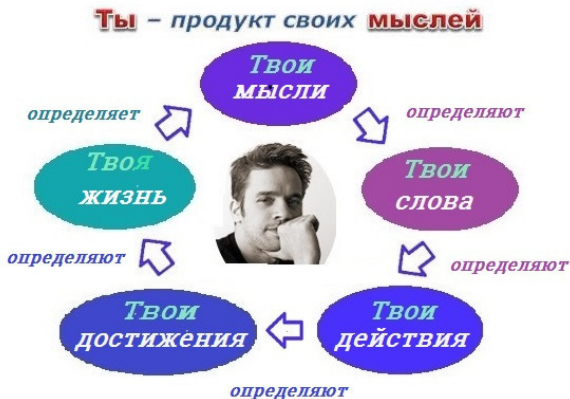 Ты – продукт своих мыслей
Твои
мысли
определяют
Твои
слова
определяют
Твои
действия
определяют
Твои
достижения
определяют
Твоя
жизнь
определяет